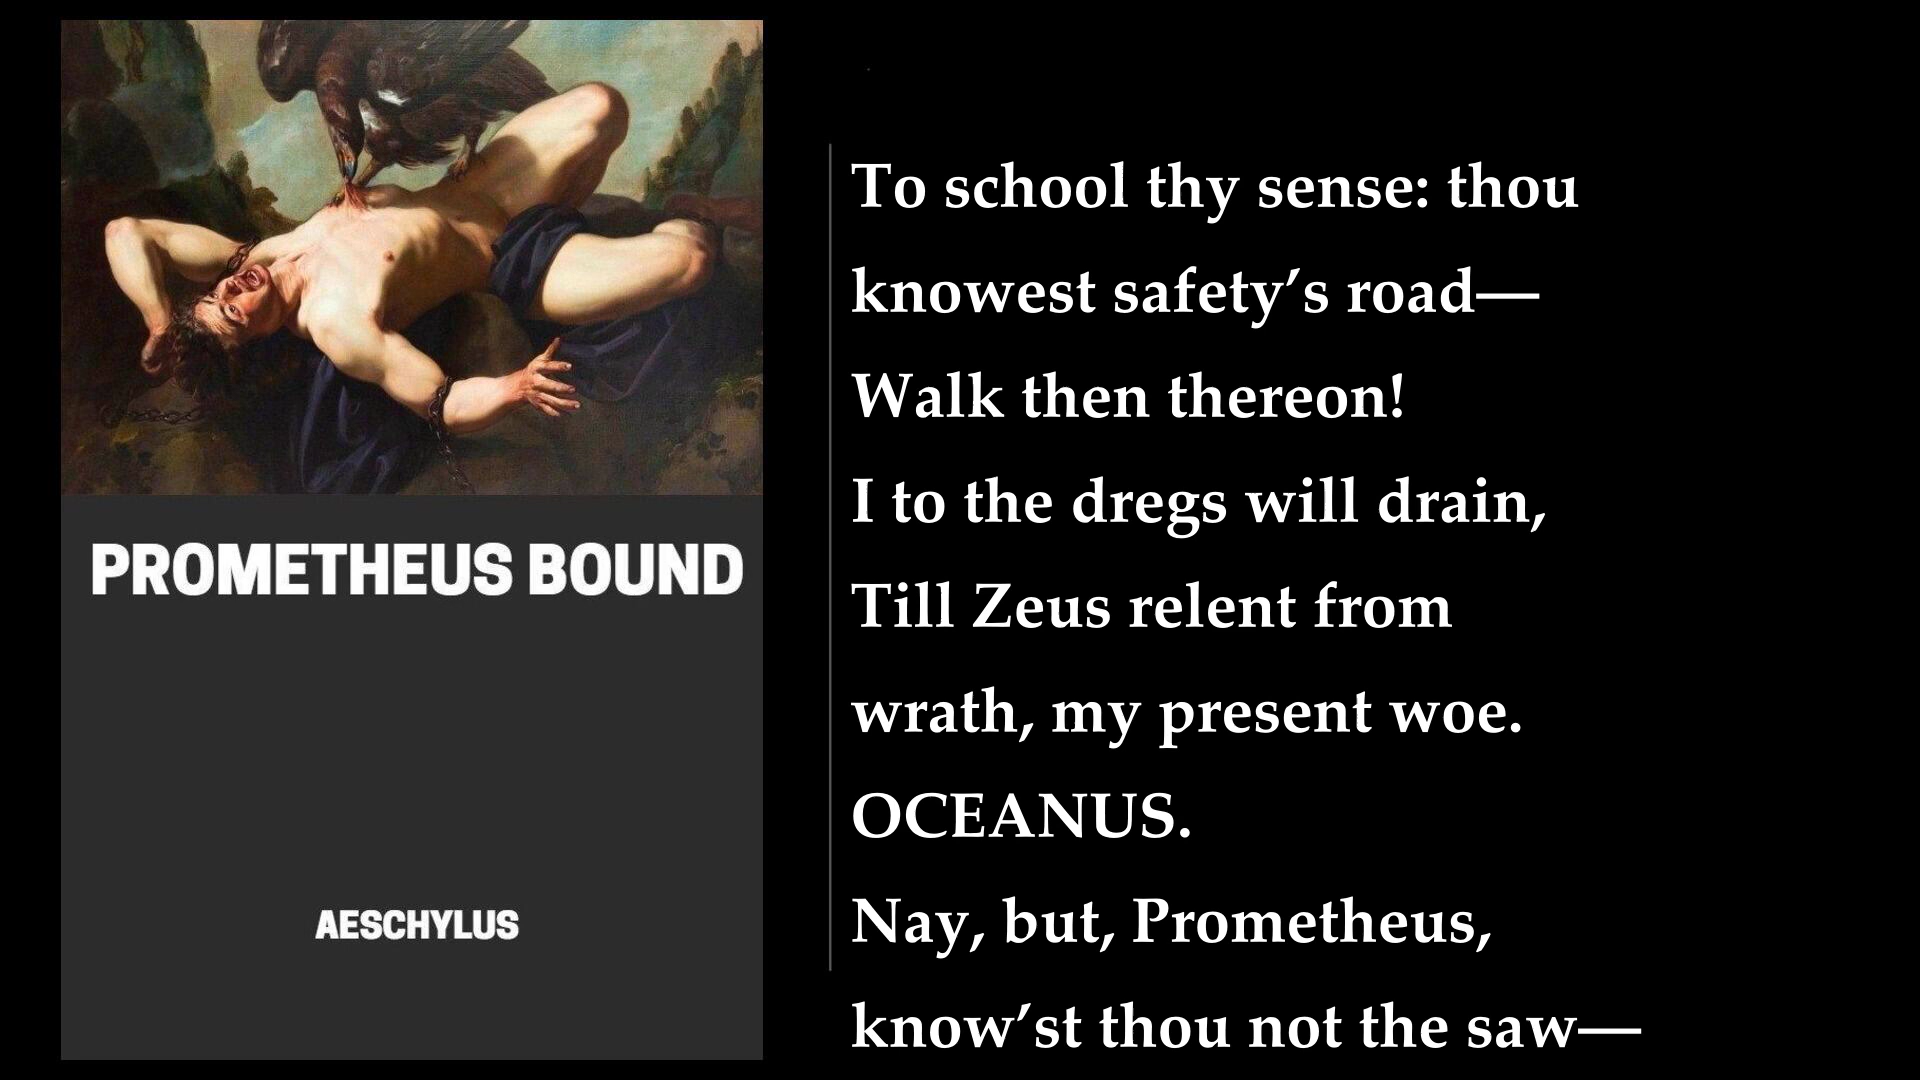 PROMETHEUS BOUND
AESCHYLUS
To school thy sense: thou
knowest safety’s road—
Walk then thereon!
I to the dregs will drain,
Till Zeus relent from
wrath, my present woe.
OCEANUS.
Nay, but, Prometheus,
know’st thou not the saw—